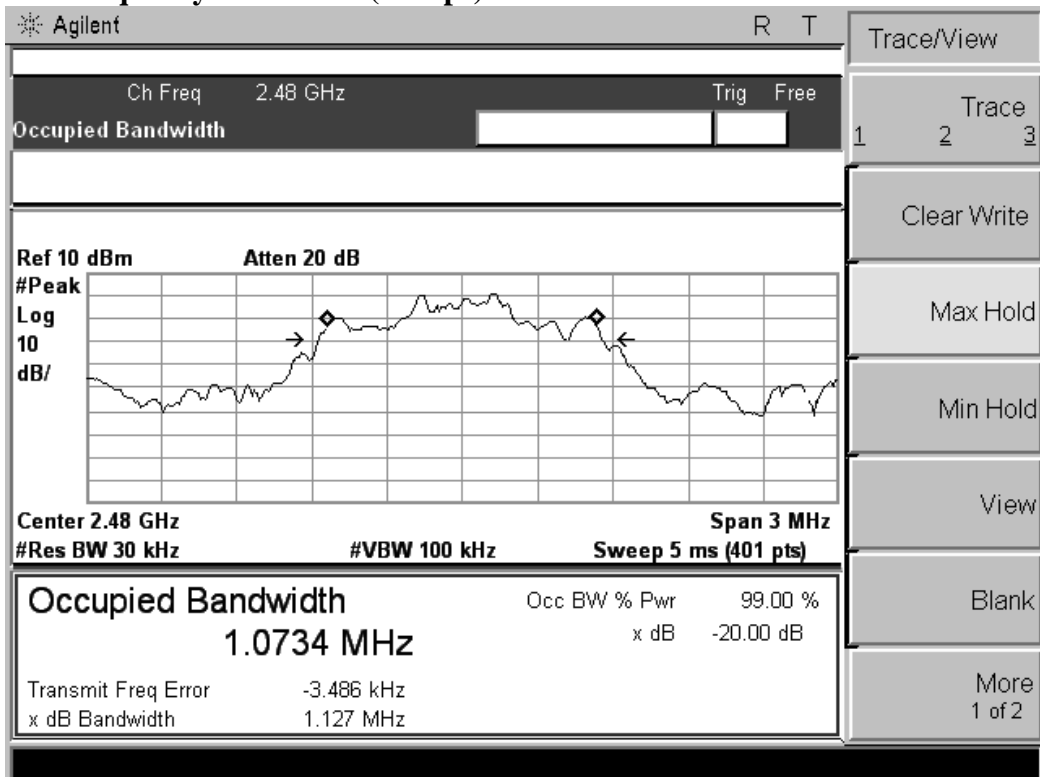 Agilent R T
Trace/View
Ch Freq 2.48 GHz Trig Free
Occupied Bandwidth
Trace
1 2 3
Clear Write
Max Hold
Min Hold
View
Blank
More
1 of 2
Ref 10 dBm Atten 20 dB
#Peak
Log
10
dB/
Center 2.48 GHz Span 3 MHz
#Res BW 30 kHz #VBW 100 kHz Sweep 5 ms (401 pts)
Occupied Bandwidth
1.0734 MHz
Occ BW % Pwr 99.00 %
x dB -20.00 dB
Transmit Freq Error -3.486 kHz
x dB Bandwidth 1.127 MHz